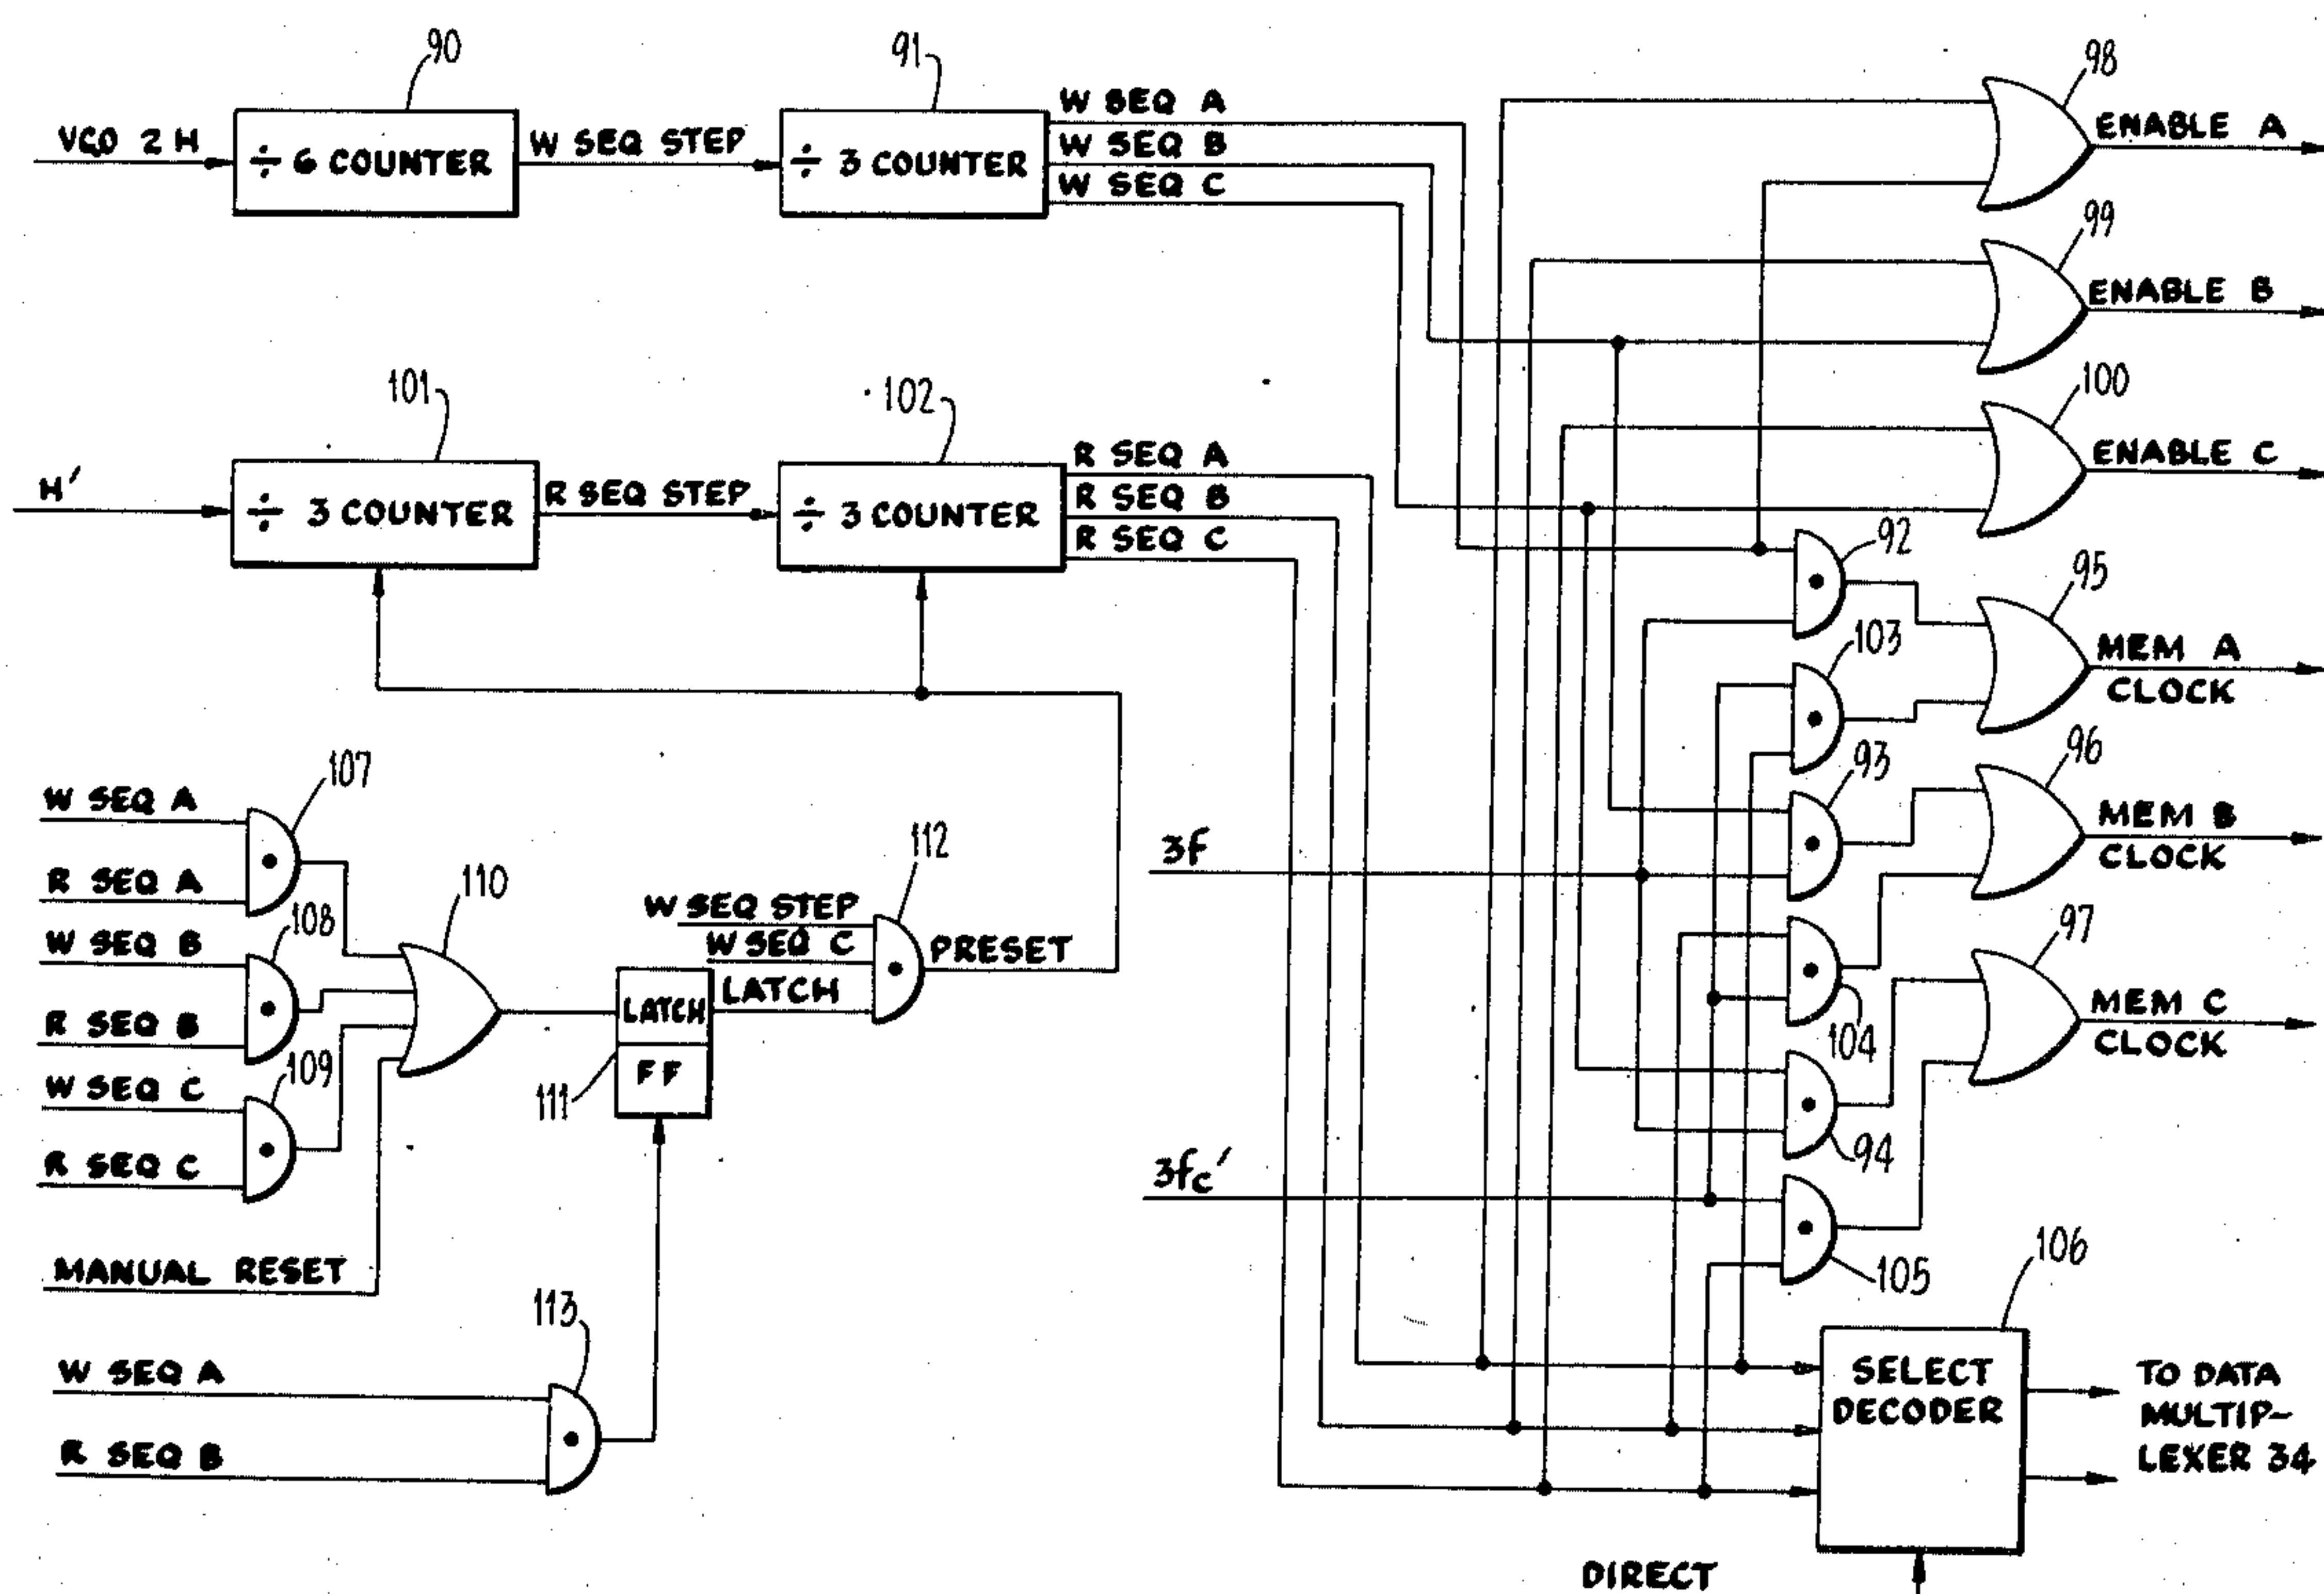 90
91
98
VCO 2 H
÷ 6 COUNTER
W SEQ STEP
÷ 3 COUNTER
W SEQ A
W SEQ B
W SEQ C
ENABLE A
99
ENABLE B
100
ENABLE C
101
102
H'
÷ 3 COUNTER
R SEQ STEP
÷ 3 COUNTER
R SEQ A
R SEQ B
R SEQ C
92
95
103
MEM A
CLOCK
93
96
MEM B
CLOCK
107
W SEQ A
R SEQ A
108
W SEQ B
R SEQ B
109
W SEQ C
R SEQ C
110
MANUAL RESET
111
LATCH
FF
W SEQ STEP
W SEQ C
LATCH
112
PRESET
113
W SEQ A
R SEQ B
3f
3fc'
104
97
MEM C
CLOCK
94
105
106
SELECT
DECODER
TO DATA
MULTIP-
LEXER 34
DIRECT